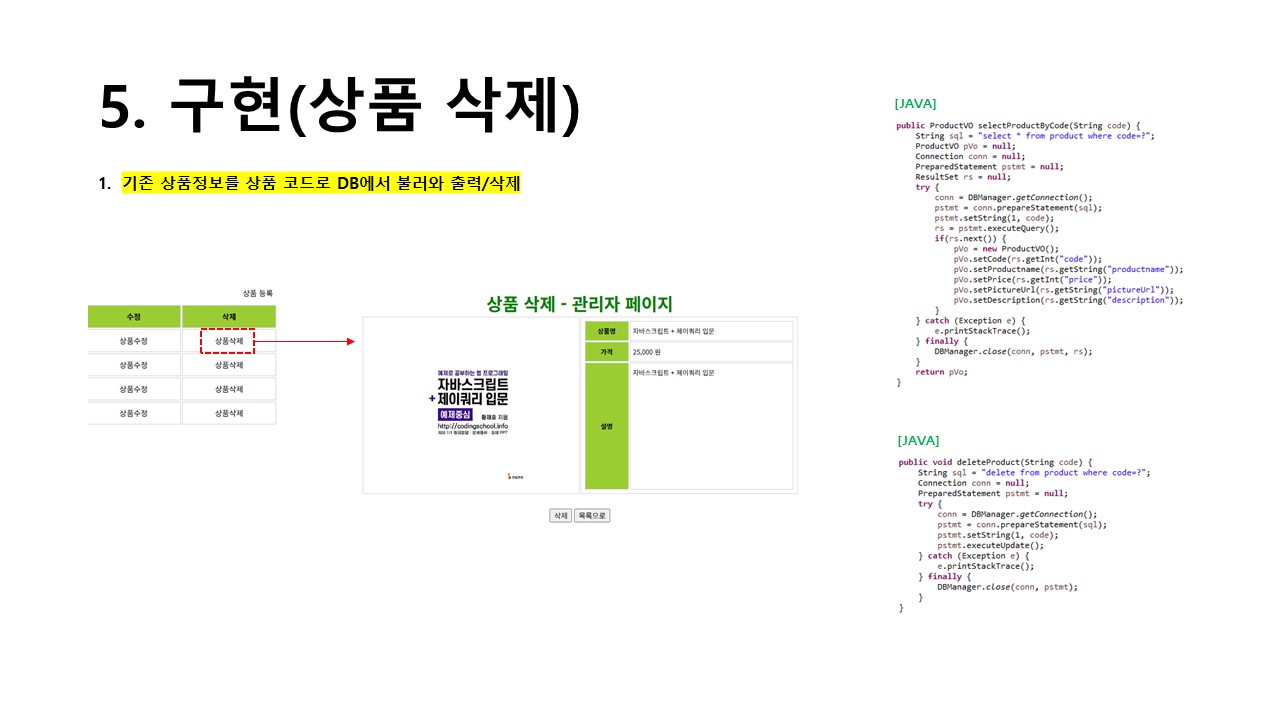 5. 구현(상품 삭제)
1. 기존 상품정보를 상품 코드로 DB에서 불러와 출력/삭제
상품 등록
수정 삭제
상품수정 상품삭제
상품수정 상품삭제
상품수정 상품삭제
상품수정 상품삭제
상품 삭제 - 관리자 페이지
예제로 공부하는 웹 프로그래밍
자바스크립트
+ 제이쿼리 입문
예제중심 황재호 지음
http://codingschool.info
상품명 자바스크립트 + 제이쿼리 입문
가격 25,000 원
설명 자바스크립트 + 제이쿼리 입문
삭제 목록으로
[JAVA]
public ProductVO selectProductByCode(String code) {
String sql = "select * from product where code=?";
ProductVO pVo = null;
Connection conn = null;
PreparedStatement pstmt = null;
ResultSet rs = null;
try {
conn = DBManager.getConnection();
pstmt = conn.prepareStatement(sql);
pstmt.setString(1, code);
rs = pstmt.executeQuery();
if(rs.next()) {
pVo = new ProductVO();
pVo.setCode(rs.getInt("code"));
pVo.setProductname(rs.getString("productname"));
pVo.setPrice(rs.getInt("price"));
pVo.setPictureUrl(rs.getString("pictureUrl"));
pVo.setDescription(rs.getString("description"));
}
} catch (Exception e) {
e.printStackTrace();
} finally {
DBManager.close(conn, pstmt, rs);
}
return pVo;
}
[JAVA]
public void deleteProduct(String code) {
String sql = "delete from product where code=?";
Connection conn = null;
PreparedStatement pstmt = null;
try {
conn = DBManager.getConnection();
pstmt = conn.prepareStatement(sql);
pstmt.setString(1, code);
pstmt.executeUpdate();
} catch (Exception e) {
e.printStackTrace();
} finally {
DBManager.close(conn, pstmt);
}
}